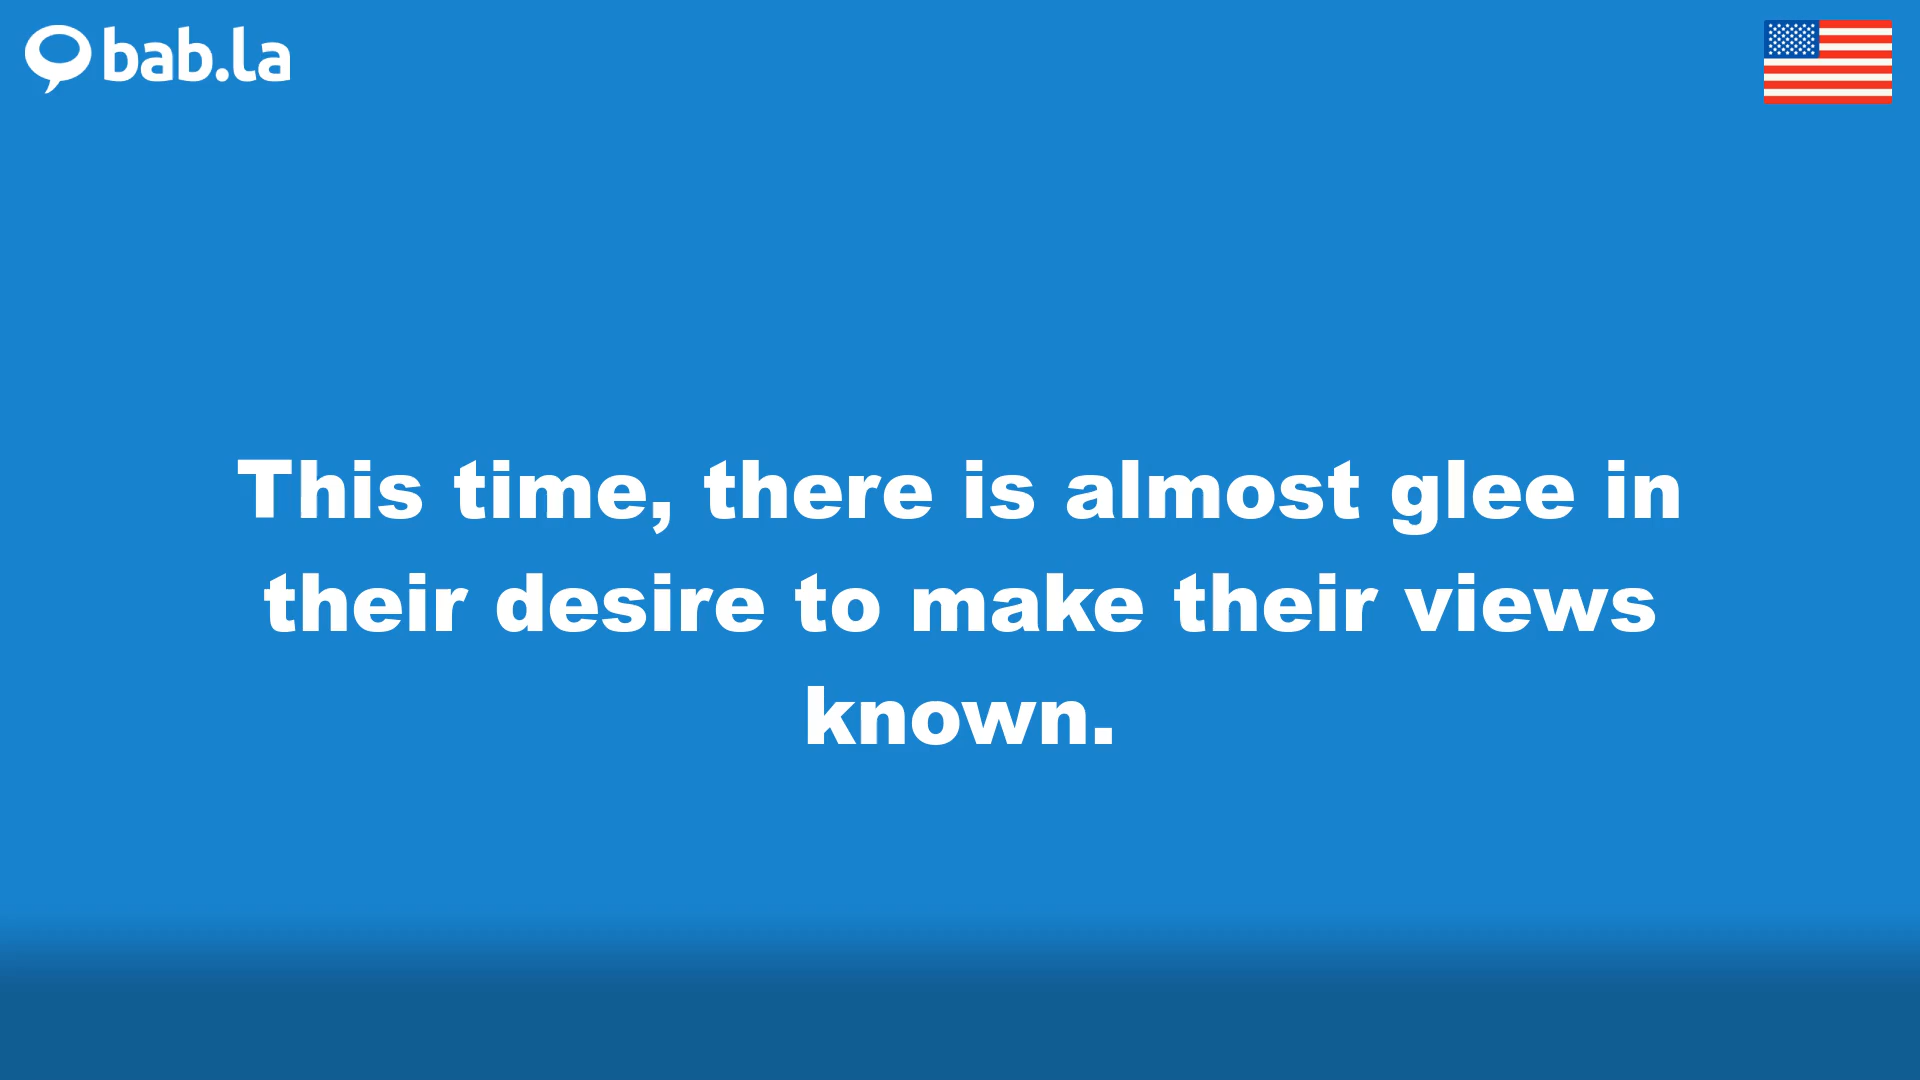 bab.la
This time, there is almost glee in
their desire to make their views
known.